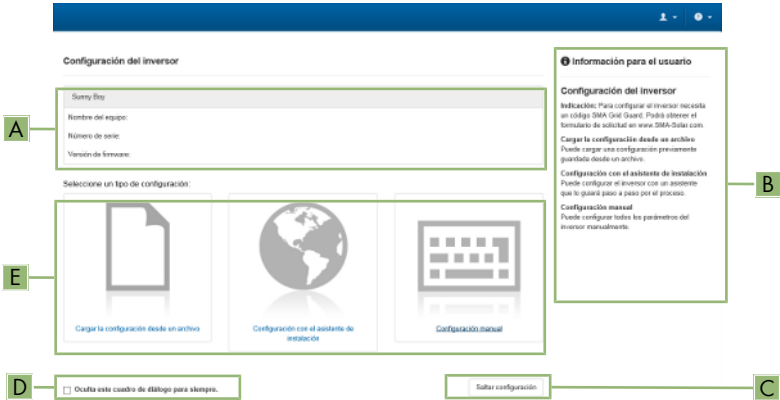 Configuración del inversor
Sunny Boy
Nombre del equipo:
Número de serie:
Versión de firmware:
A
Seleccione un tipo de configuración:
E
Cargar la configuración desde un archivo
Configuración con el asistente de
instalación
Configuración manual
D
Oculta este cuadro de diálogo para siempre.
Saltar configuración
C
Información para el usuario
Configuración del inversor
Indicación: Para configurar el inversor necesita
un código SMA Grid Guard. Podrá obtener el
formulario de solicitud en www.SMA-Solar.com.
Cargar la configuración desde un archivo
Puede cargar una configuración previamente
guardada desde un archivo.
Configuración con el asistente de instalación
Puede configurar el inversor con un asistente
que lo guiará paso a paso por el proceso.
Configuración manual
Puede configurar todos los parámetros del
inversor manualmente.
B